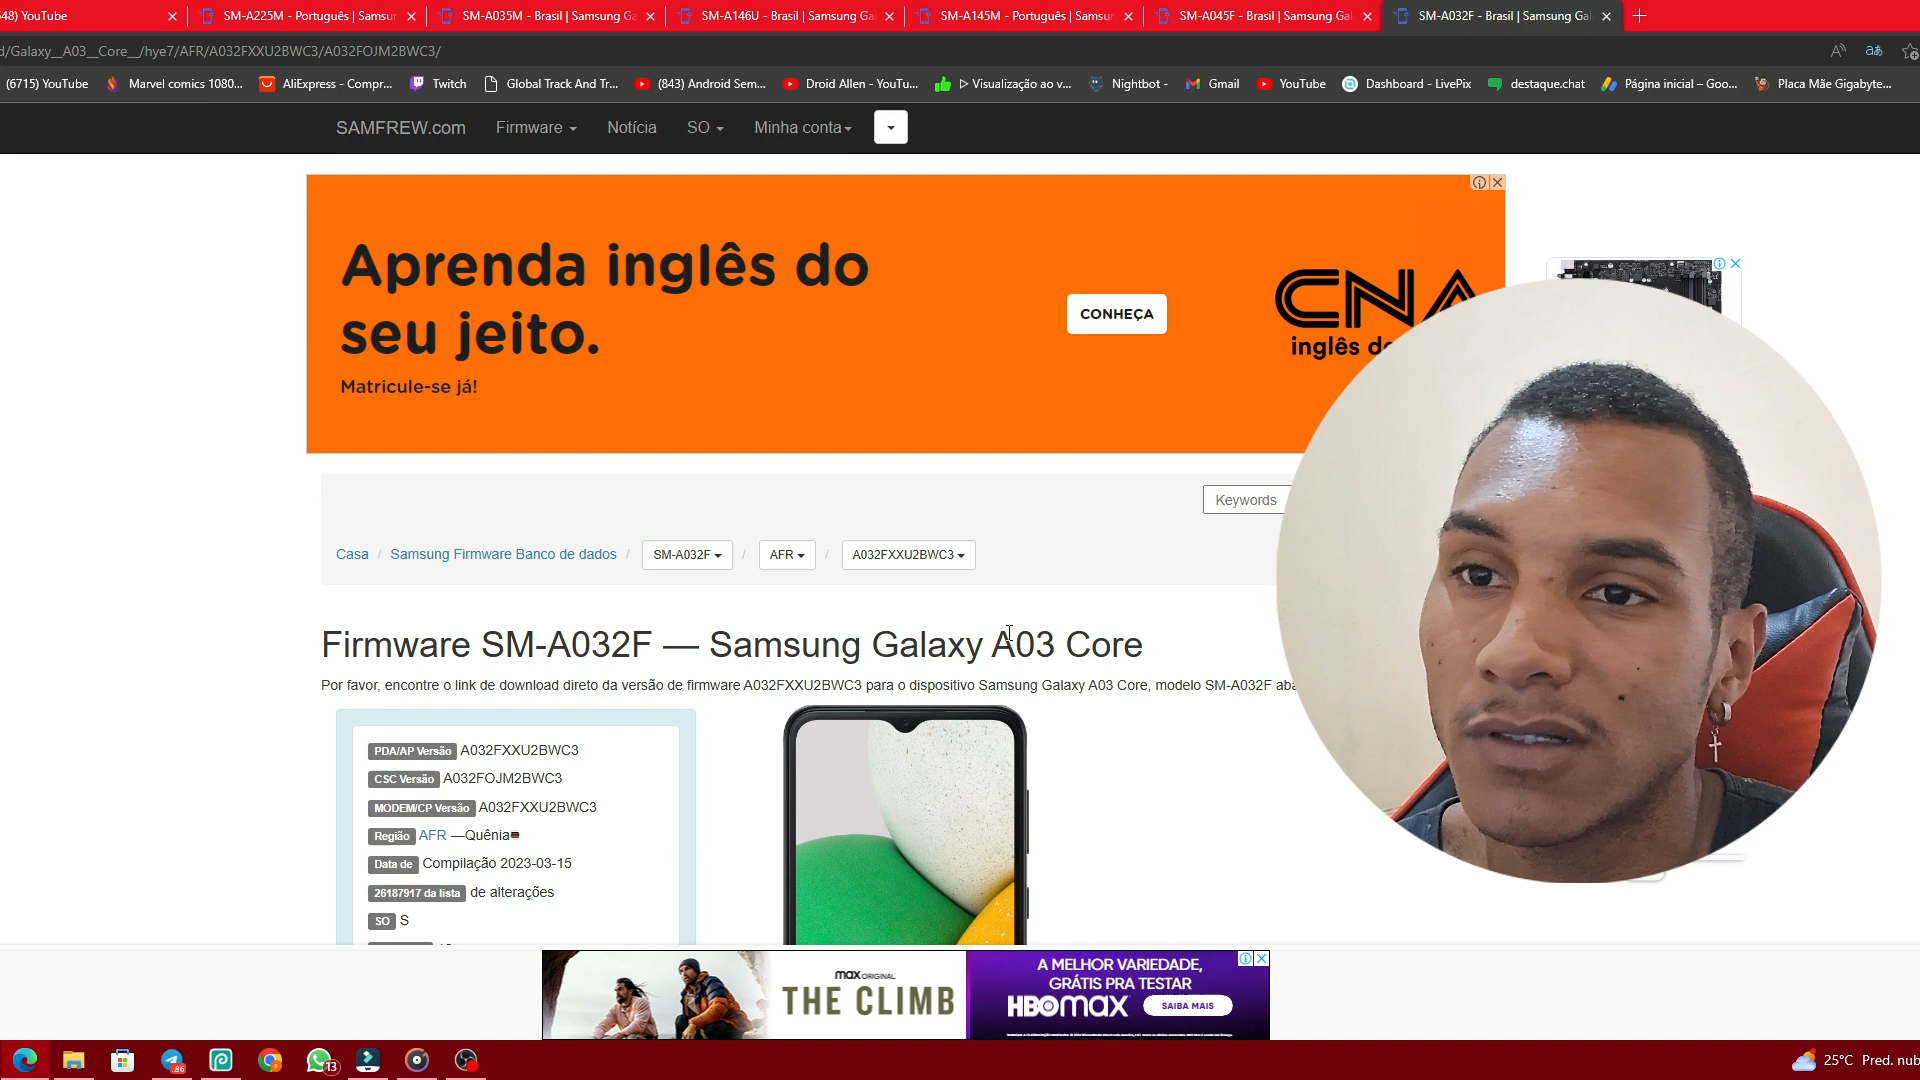 548) YouTube
SM-A225M - Português | Samsu
SM-A035M - Brasil | Samsung Ga
SM-A146U - Brasil | Samsung Ga
SM-A145M - Português | Samsu
SM-A045F - Brasil | Samsung Gal
SM-A032F - Brasil | Samsung Ga
d/Galaxy__A03__Core__/hye7/AFR/A032FXXU2BWC3/A032FOJM2BWC3/
(6715) YouTube
Marvel comics 1080...
AliExpress - Compr...
Twitch
Global Track And Tr...
(843) Android Sem...
Droid Allen - YouTu...
▷ Visualização ao v...
Nightbot -
Gmail
YouTube
Dashboard - LivePix
destaque.chat
Página inicial – Goo...
Placa Mãe Gigabyte...
SAMFREW.com
Firmware
Notícia
SO
Minha conta
Aprenda inglês do
seu jeito.
Matricule-se já!
CONHEÇA
CNA
inglês d
Keywords
Casa / Samsung Firmware Banco de dados / SM-A032F / AFR / A032FXXU2BWC3
Firmware SM-A032F — Samsung Galaxy A03 Core
Por favor, encontre o link de download direto da versão de firmware A032FXXU2BWC3 para o dispositivo Samsung Galaxy A03 Core, modelo SM-A032F aba
PDA/AP Versão A032FXXU2BWC3
CSC Versão A032FOJM2BWC3
MODEM/CP Versão A032FXXU2BWC3
Região AFR —Quênia
Data de Compilação 2023-03-15
26187917 da lista de alterações
SO S
max ORIGINAL
THE CLIMB
A MELHOR VARIEDADE,
GRÁTIS PRA TESTAR
HBOMAX
SAIBA MAIS
86
13
25°C Pred. nub